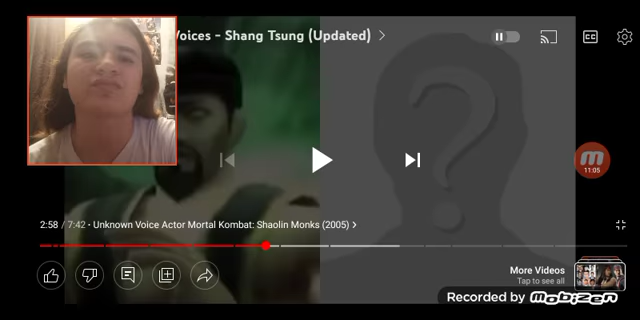 Voices - Shang Tsung (Updated)
11:05
2:58 / 7:42 • Unknown Voice Actor Mortal Kombat: Shaolin Monks (2005)
More Videos
Tap to see all
Recorded by mobizen